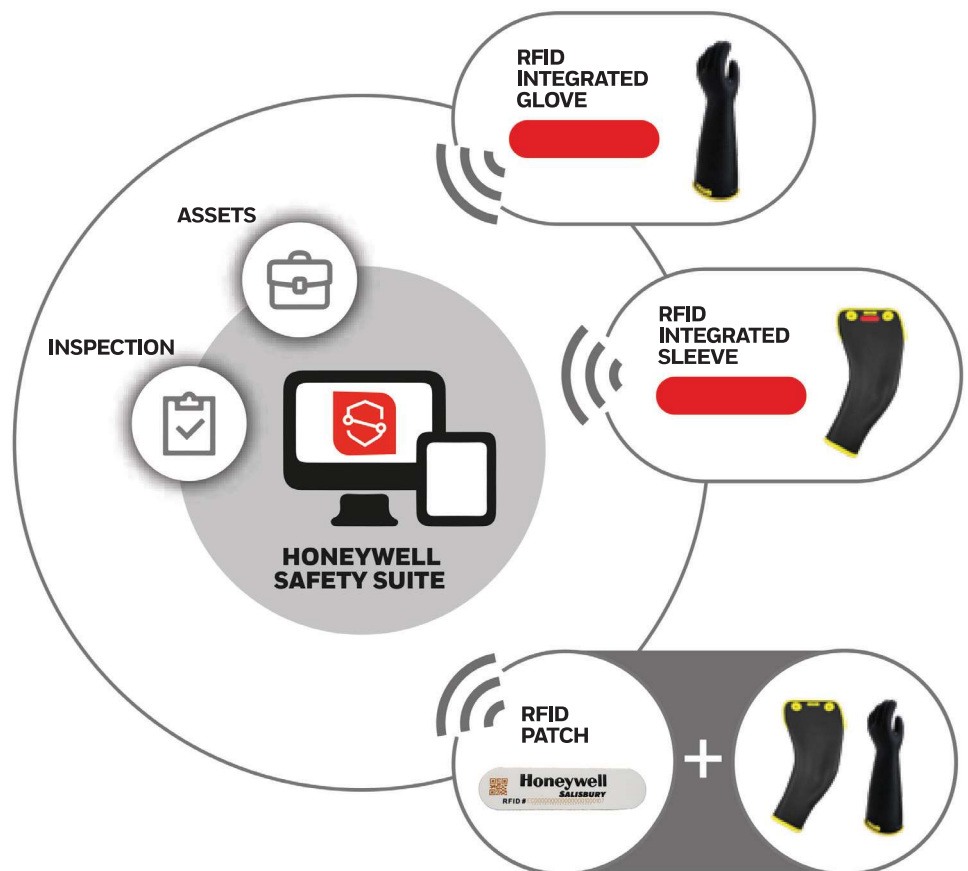 RFID
INTEGRATED
GLOVE
ASSETS
INSPECTION
RFID
INTEGRATED
SLEEVE
HONEYWELL
SAFETY SUITE
RFID
PATCH
Honeywell
SALISBURY
RFID #